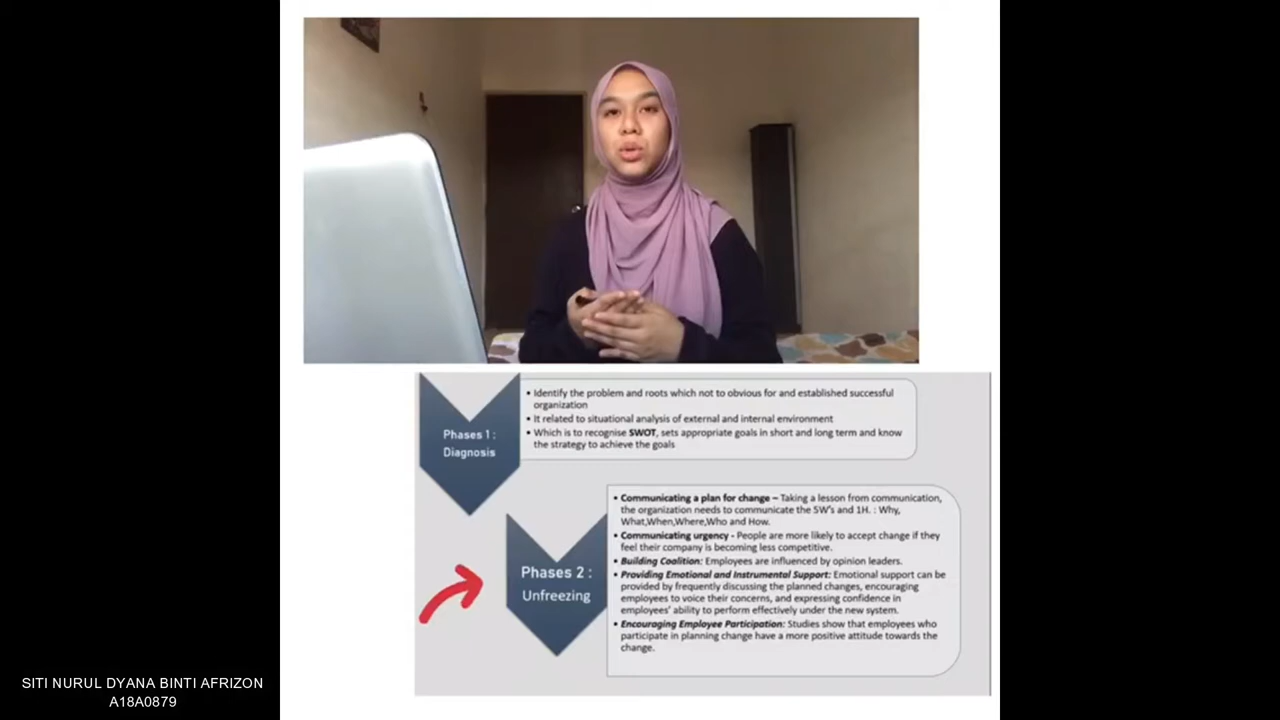 Phases 1 :
Diagnosis
• Identify the problem and roots which not to obvious for and established successful
organization
• It related to situational analysis of external and internal environment
• Which is to recognise SWOT, sets appropriate goals in short and long term and know
the strategy to achieve the goals
Phases 2 :
Unfreezing
• Communicating a plan for change – Taking a lesson from communication,
the organization needs to communicate the 5W's and 1H. : Why,
What,When,Where,Who and How.
• Communicating urgency - People are more likely to accept change if they
feel their company is becoming less competitive.
• Building Coalition: Employees are influenced by opinion leaders.
• Providing Emotional and Instrumental Support: Emotional support can be
provided by frequently discussing the planned changes, encouraging
employees to voice their concerns, and expressing confidence in
employees' ability to perform effectively under the new system.
• Encouraging Employee Participation: Studies show that employees who
participate in planning change have a more positive attitude towards the
change.
SITI NURUL DYANA BINTI AFRIZON
A18A0879